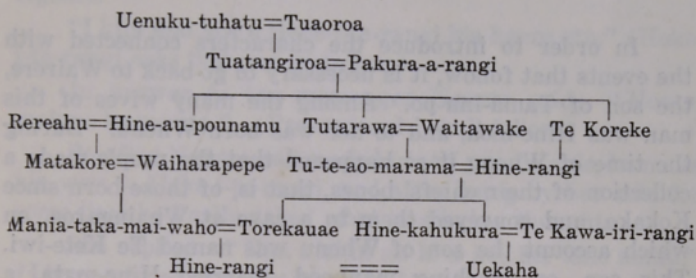 Uenuku-tuhatu=Tuaoroa
Tuatangiroa=Pakura-a-rangi
Rereahu=Hine-au-pounamu Tutarawa=Waitawake Te Koreke
Matakore=Waiharapepe Tu-te-ao-marama=Hine-rangi
Mania-taka-mai-waho=Torekauae Hine-kahukura=Te Kawa-iri-rangi
Hine-rangi === Uekaha